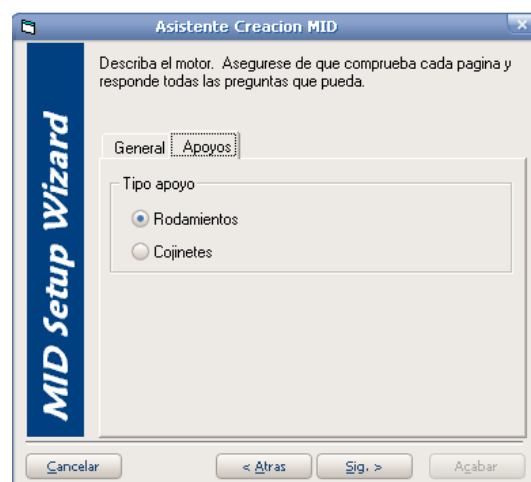 Asistente Creacion MID
Describa el motor. Asegurese de que comprueba cada pagina y
responde todas las preguntas que pueda.
MID Setup Wizard
General Apoyos
Tipo apoyo
Rodamientos
Cojinetes
Cancelar < Atras Sig. > Acabar